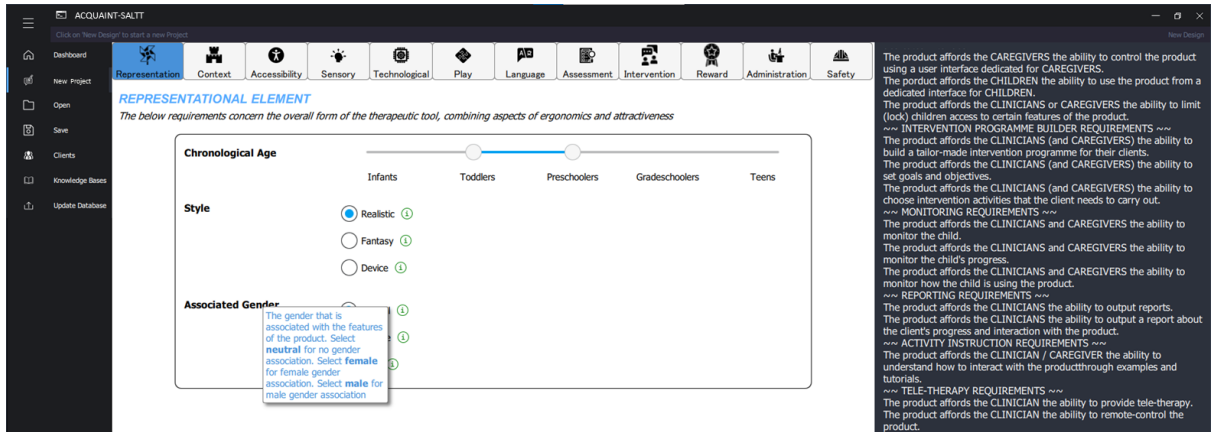 ACQUAINT-SALTT
Click on 'New Design' to start a new Project
New Design
Dashboard
New Project
Open
Save
Clients
Knowledge Bases
Update Database
Representation
Context
Accessibility
Sensory
Technological
Play
Language
Assessment
Intervention
Reward
Administration
Safety
REPRESENTATIONAL ELEMENT
The below requirements concern the overall form of the therapeutic tool, combining aspects of ergonomics and attractiveness
Chronological Age
Infants
Toddlers
Preschoolers
Gradeschoolers
Teens
Style
Realistic
Fantasy
Device
Associated Gender
The gender that is
associated with the features
of the product. Select
neutral for no gender
association. Select female
for female gender
association. Select male for
male gender association
The product affords the CAREGIVERS the ability to control the product
using a user interface dedicated for CAREGIVERS.
The porduct affords the CHILDREN the ability to use the product from a
dedicated interface for CHILDREN.
The product affords the CLINICIANS or CAREGIVERS the ability to limit
(lock) children access to certain features of the product.
~~ INTERVENTION PROGRAMME BUILDER REQUIREMENTS ~~
The product affords the CLINICIANS (and CAREGIVERS) the ability to
build a tailor-made intervention programme for their clients.
The product affords the CLINICIANS (and CAREGIVERS) the ability to
set goals and objectives.
The product affords the CLINICIANS (and CAREGIVERS) the ability to
choose intervention activities that the client needs to carry out.
~~ MONITORING REQUIREMENTS ~~
The product affords the CLINICIANS and CAREGIVERS the ability to
monitor the child.
The product affords the CLINICIANS and CAREGIVERS the ability to
monitor the child's progress.
The product affords the CLINICIANS and CAREGIVERS the ability to
monitor how the child is using the product.
~~ REPORTING REQUIREMENTS ~~
The product affords the CLINICIANS the ability to output reports.
The product affords the CLINICIANS the ability to output a report about
the client's progress and interaction with the product.
~~ ACTIVITY INSTRUCTION REQUIREMENTS ~~
The product affords the CLINICIAN / CAREGIVER the ability to
understand how to interact with the productthrough examples and
tutorials.
~~ TELE-THERAPY REQUIREMENTS ~~
The product affords the CLINICIAN the ability to provide tele-therapy.
The product affords the CLINICIAN the ability to remote-control the
product.